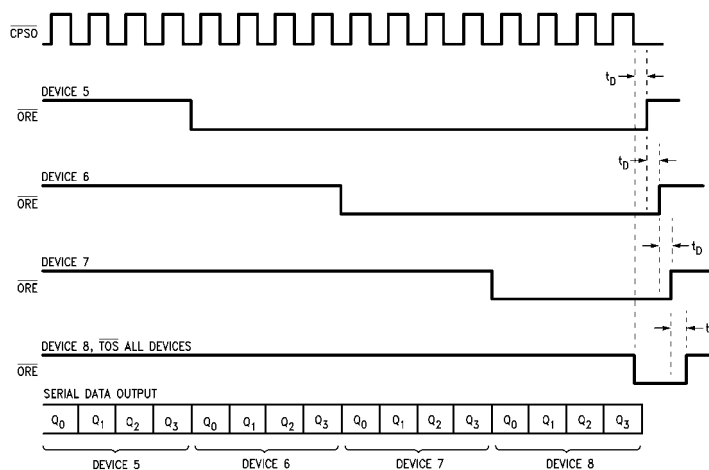 CPSO
t_D
DEVICE 5
ORE
t_D
DEVICE 6
ORE
t_D
DEVICE 7
ORE
t
DEVICE 8, TOS ALL DEVICES
ORE
SERIAL DATA OUTPUT
Q0 Q1 Q2 Q3 Q0 Q1 Q2 Q3 Q0 Q1 Q2 Q3 Q0 Q1 Q2 Q3
DEVICE 5 DEVICE 6 DEVICE 7 DEVICE 8